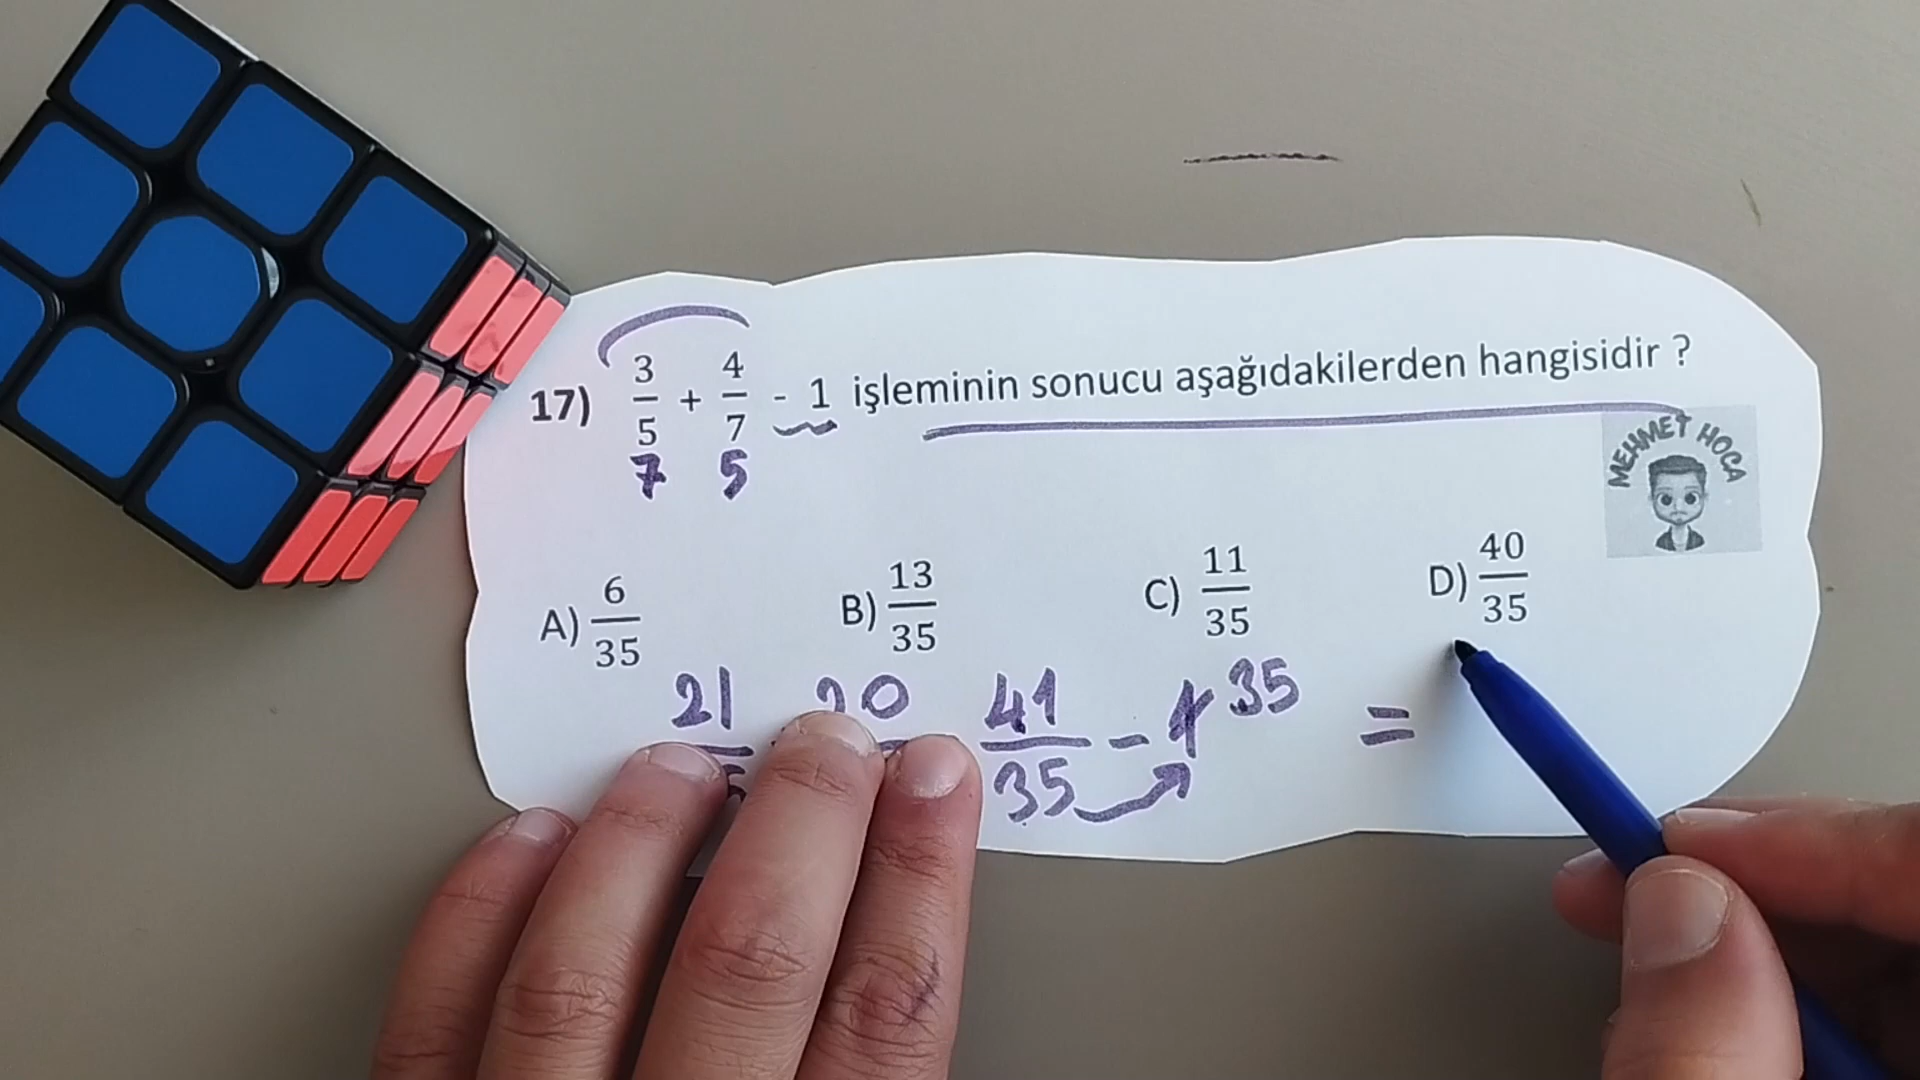 17) 3/5 + 4/7 - 1 işleminin sonucu aşağıdakilerden hangisidir ?
7 5
MEHMET HOCA
A) 6/35 B) 13/35 C) 11/35 D) 40/35
21 20 41/35 - 1 35 =